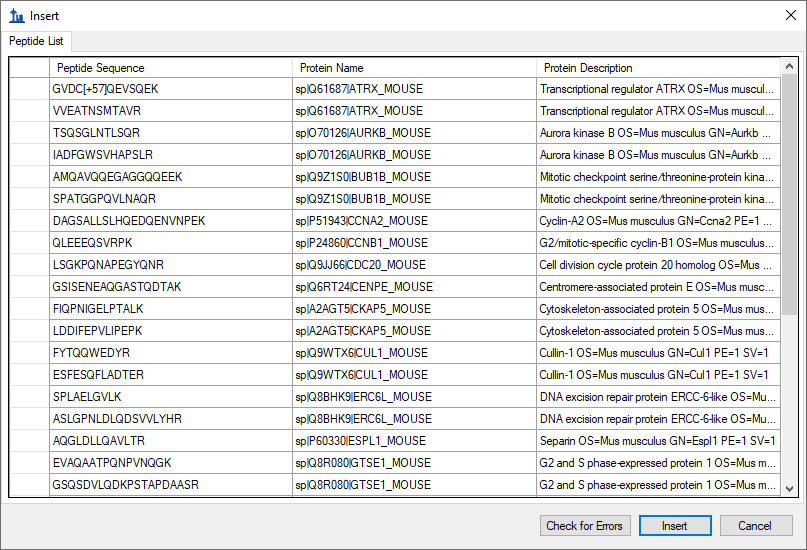 Insert
Peptide List
Peptide Sequence Protein Name Protein Description
GVDC[+57]QEVSQEK sp|Q61687|ATRX_MOUSE Transcriptional regulator ATRX OS=Mus muscul...
VVEATNSMTAVR sp|Q61687|ATRX_MOUSE Transcriptional regulator ATRX OS=Mus muscul...
TSQSGLNTLSQR sp|O70126|AURKB_MOUSE Aurora kinase B OS=Mus musculus GN=Aurkb ...
IADFGWSVHAPSLR sp|O70126|AURKB_MOUSE Aurora kinase B OS=Mus musculus GN=Aurkb ...
AMQAVQQEGAGGQQEEK sp|Q9Z1S0|BUB1B_MOUSE Mitotic checkpoint serine/threonine-protein kina...
SPATGGPQVLNAQR sp|Q9Z1S0|BUB1B_MOUSE Mitotic checkpoint serine/threonine-protein kina...
DAGSALLSLHQEDQENVNPEK sp|P51943|CCNA2_MOUSE Cyclin-A2 OS=Mus musculus GN=Ccna2 PE=1 ...
QLEEEQSVRPK sp|P24860|CCNB1_MOUSE G2/mitotic-specific cyclin-B1 OS=Mus musculu...
LSGKPQNAPEGYQNR sp|Q9JJ66|CDC20_MOUSE Cell division cycle protein 20 homolog OS=Mus ...
GSISENEAQGASTQDTAK sp|Q6RT24|CENPE_MOUSE Centromere-associated protein E OS=Mus musc...
FIQPNIGELPTALK sp|A2AGT5|CKAP5_MOUSE Cytoskeleton-associated protein 5 OS=Mus mus...
LDDIFEPVLIPEPK sp|A2AGT5|CKAP5_MOUSE Cytoskeleton-associated protein 5 OS=Mus mus...
FYTQQWEDYR sp|Q9WTX6|CUL1_MOUSE Cullin-1 OS=Mus musculus GN=Cul1 PE=1 SV=1
ESFESQFLADTER sp|Q9WTX6|CUL1_MOUSE Cullin-1 OS=Mus musculus GN=Cul1 PE=1 SV=1
SPLAELGVLK sp|Q8BHK9|ERC6L_MOUSE DNA excision repair protein ERCC-6-like OS=Mu...
ASLGPNLDLQDSVVLYHR sp|Q8BHK9|ERC6L_MOUSE DNA excision repair protein ERCC-6-like OS=Mu...
AQGLDLLQAVLTR sp|P60330|ESPL1_MOUSE Separin OS=Mus musculus GN=Espl1 PE=1 SV=1
EVAQAATPQNPVNQGK sp|Q8R080|GTSE1_MOUSE G2 and S phase-expressed protein 1 OS=Mus m...
GSQSDVLQDKPSTAPDAASR sp|Q8R080|GTSE1_MOUSE G2 and S phase-expressed protein 1 OS=Mus m...
Check for Errors Insert Cancel